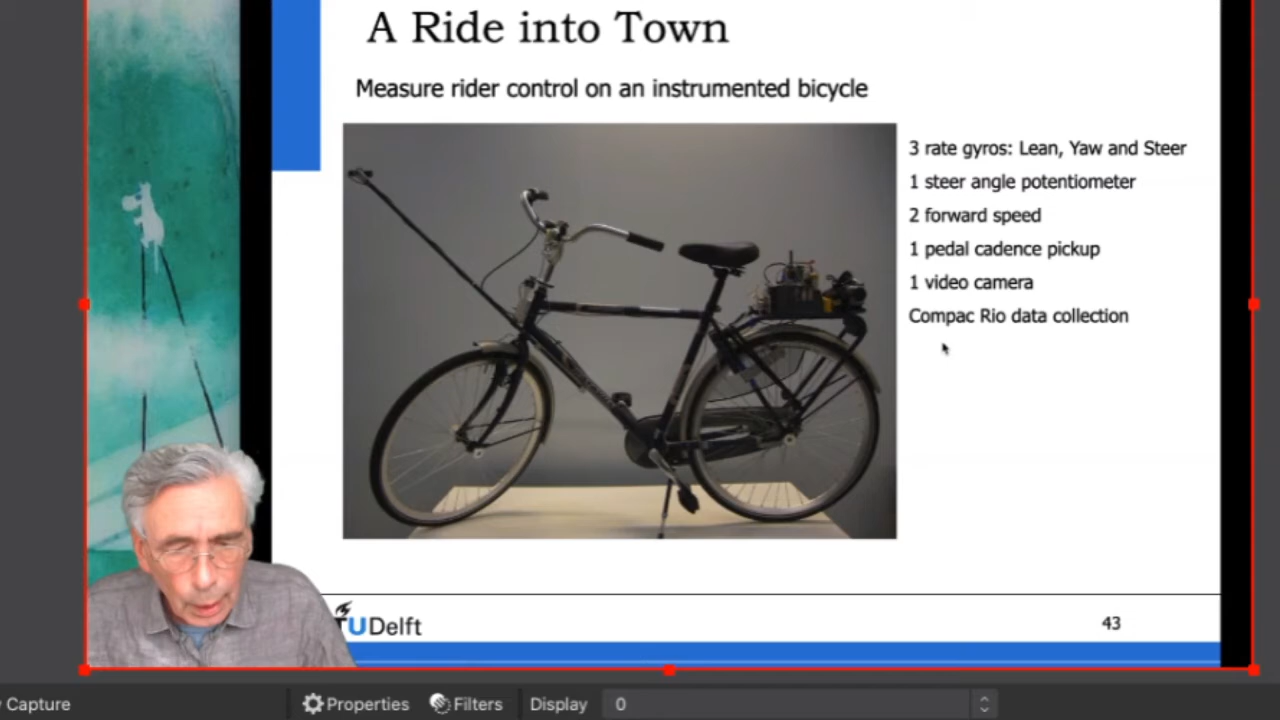 A Ride into Town
Measure rider control on an instrumented bicycle
3 rate gyros: Lean, Yaw and Steer
1 steer angle potentiometer
2 forward speed
1 pedal cadence pickup
1 video camera
Compac Rio data collection
TUDelft
43
Capture
Properties
Filters
Display
0